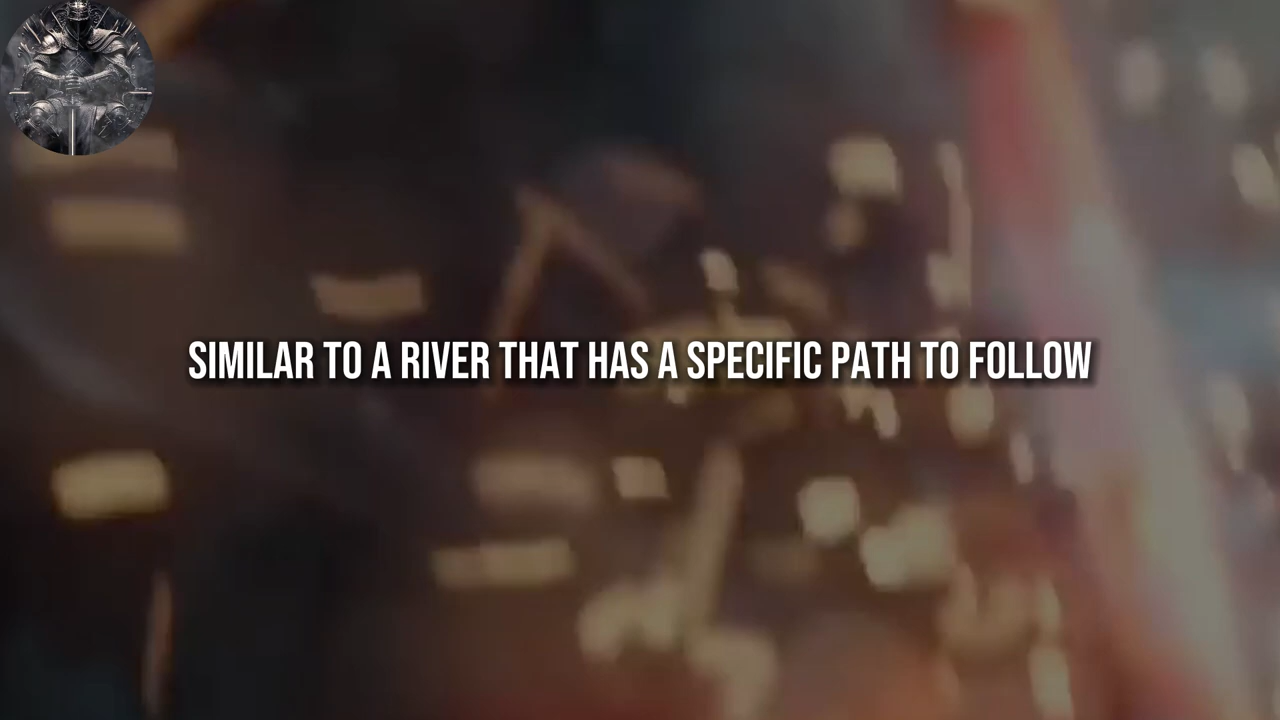 SIMILAR TO A RIVER THAT HAS A SPECIFIC PATH TO FOLLOW